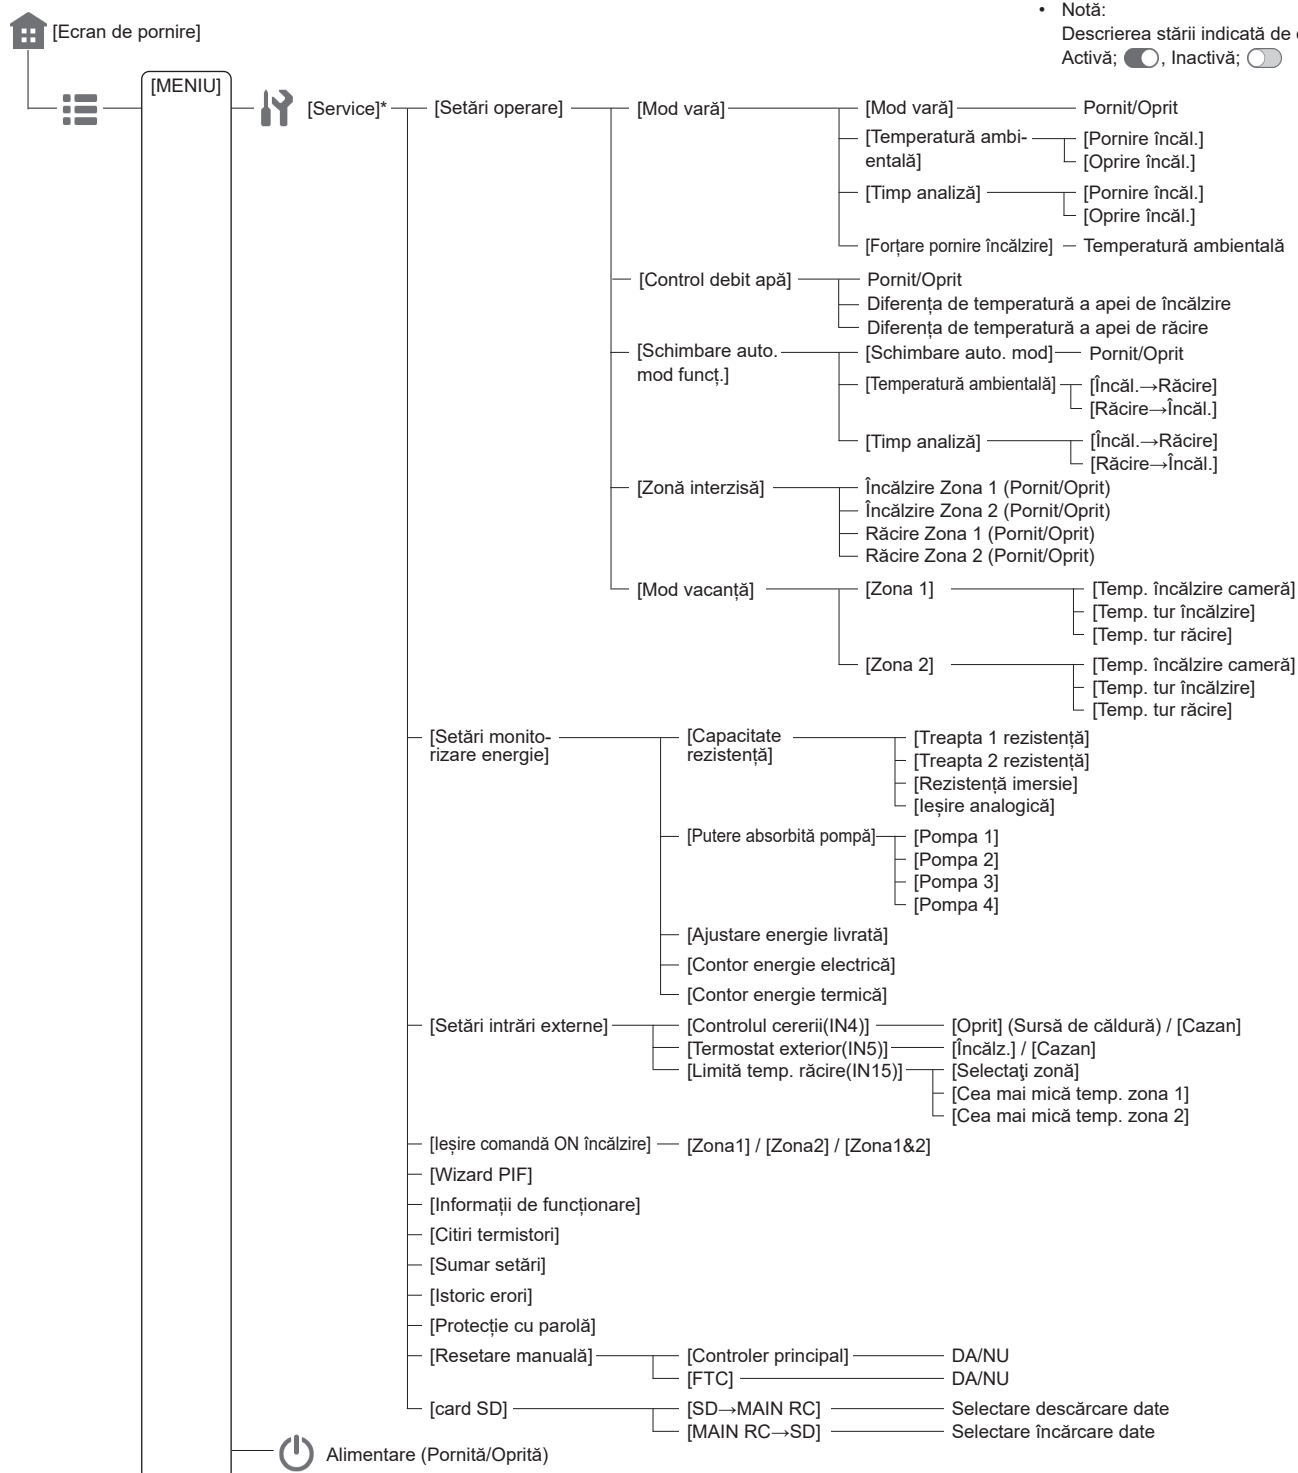 • Notă:
Descrierea stării indicată de
Activă; , Inactivă;
[Ecran de pornire]
[MENIU]
[Service]*
[Setări operare]
[Mod vară]
[Mod vară]
Pornit/Oprit
[Temperatură ambi-
entală]
[Pornire încăl.]
[Oprire încăl.]
[Timp analiză]
[Pornire încăl.]
[Oprire încăl.]
[Forțare pornire încălzire]
Temperatură ambientală
[Control debit apă]
Pornit/Oprit
Diferența de temperatură a apei de încălzire
Diferența de temperatură a apei de răcire
[Schimbare auto.
mod funcț.]
[Schimbare auto. mod]
Pornit/Oprit
[Temperatură ambientală]
[Încăl.→Răcire]
[Răcire→Încăl.]
[Timp analiză]
[Încăl.→Răcire]
[Răcire→Încăl.]
[Zonă interzisă]
Încălzire Zona 1 (Pornit/Oprit)
Încălzire Zona 2 (Pornit/Oprit)
Răcire Zona 1 (Pornit/Oprit)
Răcire Zona 2 (Pornit/Oprit)
[Mod vacanță]
[Zona 1]
[Temp. încălzire cameră]
[Temp. tur încălzire]
[Temp. tur răcire]
[Zona 2]
[Temp. încălzire cameră]
[Temp. tur încălzire]
[Temp. tur răcire]
[Setări monito-
rizare energie]
[Capacitate
rezistență]
[Treapta 1 rezistență]
[Treapta 2 rezistență]
[Rezistență imersie]
[Ieșire analogică]
[Putere absorbită pompă]
[Pompa 1]
[Pompa 2]
[Pompa 3]
[Pompa 4]
[Ajustare energie livrată]
[Contor energie electrică]
[Contor energie termică]
[Setări intrări externe]
[Controlul cererii(IN4)]
[Oprit] (Sursă de căldură) / [Cazan]
[Termostat exterior(IN5)]
[Încălz.] / [Cazan]
[Limită temp. răcire(IN15)]
[Selectaţi zonă]
[Cea mai mică temp. zona 1]
[Cea mai mică temp. zona 2]
[Ieșire comandă ON încălzire]
[Zona1] / [Zona2] / [Zona1&2]
[Wizard PIF]
[Informații de funcționare]
[Citiri termistori]
[Sumar setări]
[Istoric erori]
[Protecție cu parolă]
[Resetare manuală]
[Controler principal]
DA/NU
[FTC]
DA/NU
[card SD]
[SD→MAIN RC]
Selectare descărcare date
[MAIN RC→SD]
Selectare încărcare date
Alimentare (Pornită/Oprită)